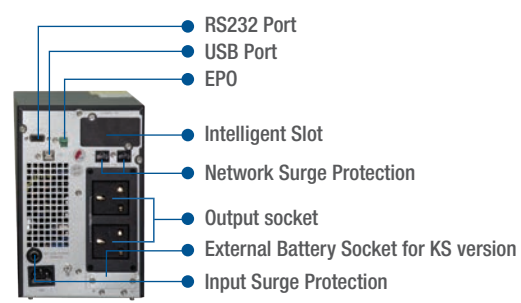 RS232 Port
USB Port
EPO
Intelligent Slot
Network Surge Protection
Output socket
External Battery Socket for KS version
Input Surge Protection